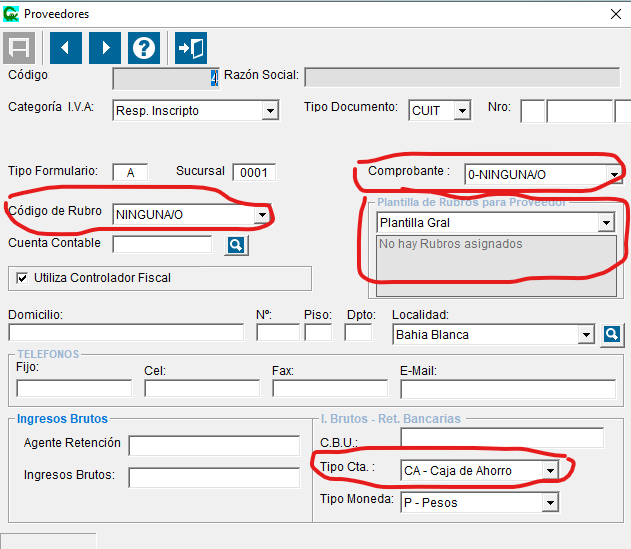 Proveedores
Código 4 Razón Social:
Categoría I.V.A: Resp. Inscripto Tipo Documento: CUIT Nro:
Tipo Formulario: A Sucursal 0001 Comprobante : 0-NINGUNA/O
Código de Rubro NINGUNA/O Plantilla de Rubros para Proveedor
Plantilla Gral
Cuenta Contable No hay Rubros asignados
Utiliza Controlador Fiscal
Domicilio: Nº: Piso: Dpto: Localidad:
Bahia Blanca
TELEFONOS
Fijo: Cel: Fax: E-Mail:
Ingresos Brutos I. Brutos - Ret. Bancarias
Agente Retención C.B.U.:
Ingresos Brutos: Tipo Cta. : CA - Caja de Ahorro
Tipo Moneda: P - Pesos